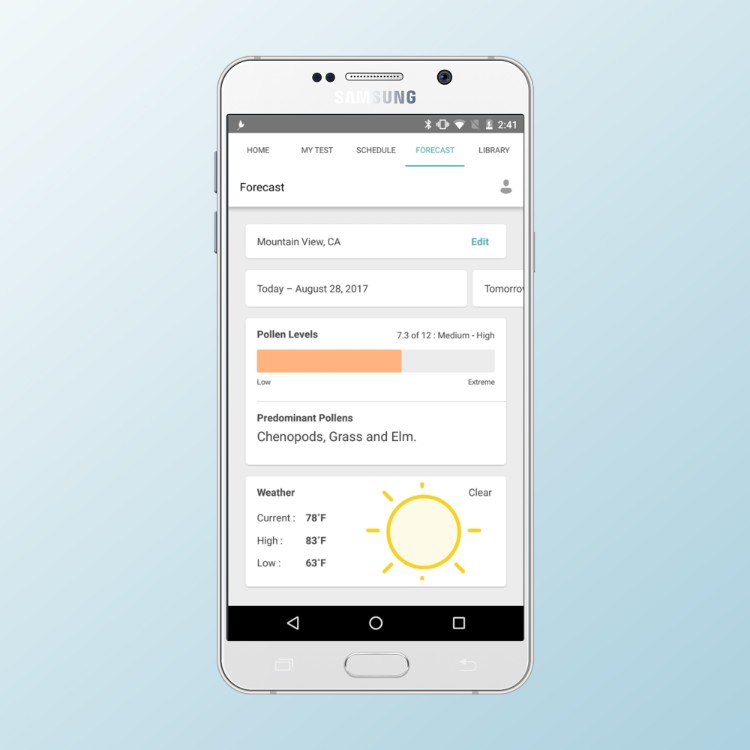 SAMSUNG
2:41
HOME MY TEST SCHEDULE FORECAST LIBRARY
Forecast
Mountain View, CA Edit
Today – August 28, 2017 Tomorrow
Pollen Levels 7.3 of 12 : Medium - High
Low Extreme
Predominant Pollens
Chenopods, Grass and Elm.
Weather Clear
Current : 78°F
High : 83°F
Low : 63°F